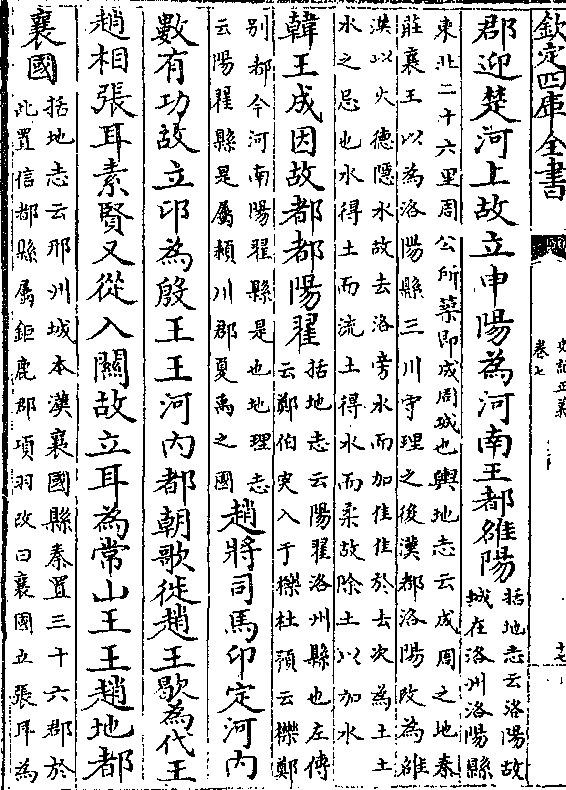 欽定四庫全書
史記正義
卷七
郡迎楚河上故立申陽為河南王都雒陽
括地志云洛陽故
城在洛州洛陽縣
東北二十六里周公所築即成周城也輿地志云成周之地秦
莊襄王以為洛陽縣三川守理之後漢都洛陽改為雒
漢以火德隱水故去洛旁水而加隹隹於去次為土土
水之忌也水得土而流土得水而柔故除土以加水
韓王成因故都都陽翟
括地志云陽翟洛州縣也左傳
云鄭伯突入于櫟杜預云櫟鄭
別都今河南陽翟縣是也地理志
云陽翟縣是屬潁川郡夏禹之國
趙將司馬卬定河內
數有功故立卬為殷王王河內都朝歌徙趙王歇為代王
趙相張耳素賢又從入關故立耳為常山王王趙地都
襄國
括地志云邢州城本漢襄國縣秦置三十六郡於
此置信都縣屬鉅鹿郡項羽改曰襄國立張耳為